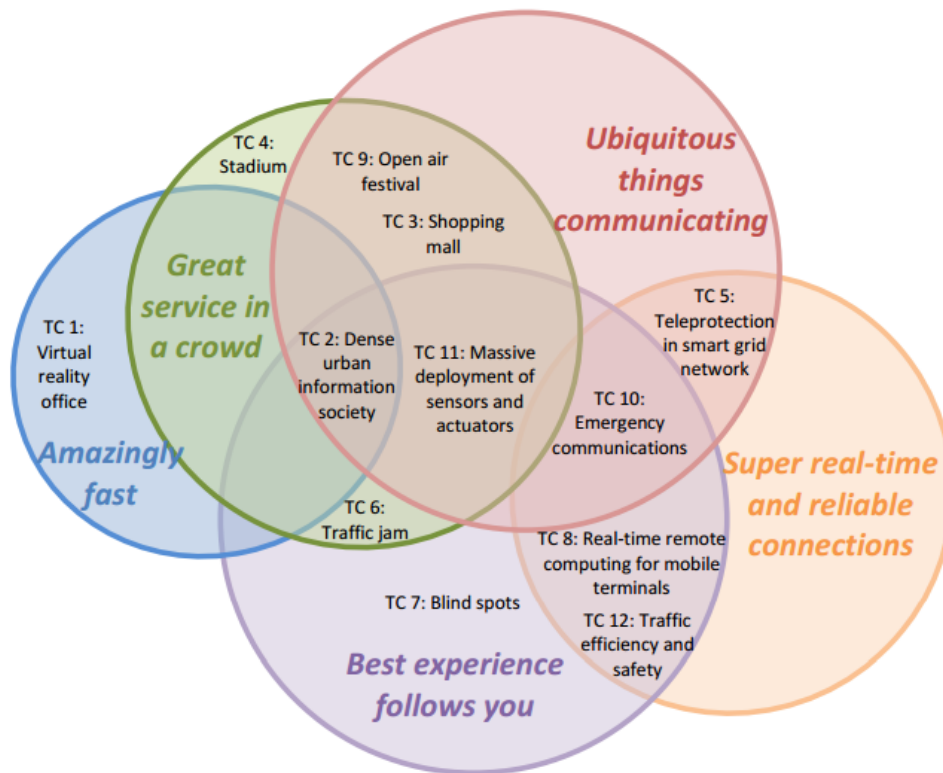 TC 4:
Stadium
TC 9: Open air
festival
Ubiquitous
things
communicating
TC 3: Shopping
mall
Great
service in
a crowd
TC 1:
Virtual
reality
office
TC 2: Dense
urban
information
society
TC 11: Massive
deployment of
sensors and
actuators
TC 5:
Teleprotection
in smart grid
network
TC 10:
Emergency
communications
Amazingly
fast
Super real-time
and reliable
connections
TC 6:
Traffic jam
TC 8: Real-time remote
computing for mobile
terminals
TC 7: Blind spots
TC 12: Traffic
efficiency and
safety
Best experience
follows you